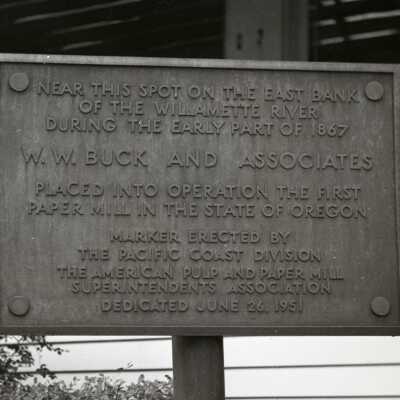 NEAR THIS SPOT ON THE EAST BANK
OF THE WILLAMETTE RIVER
DURING THE EARLY PART OF 1867
W. W. BUCK AND ASSOCIATES
PLACED INTO OPERATION THE FIRST
PAPER MILL IN THE STATE OF OREGON
MARKER ERECTED BY
THE PACIFIC COAST DIVISION
THE AMERICAN PULP AND PAPER MILL
SUPERINTENDENTS ASSOCIATION
DEDICATED JUNE 26, 1951